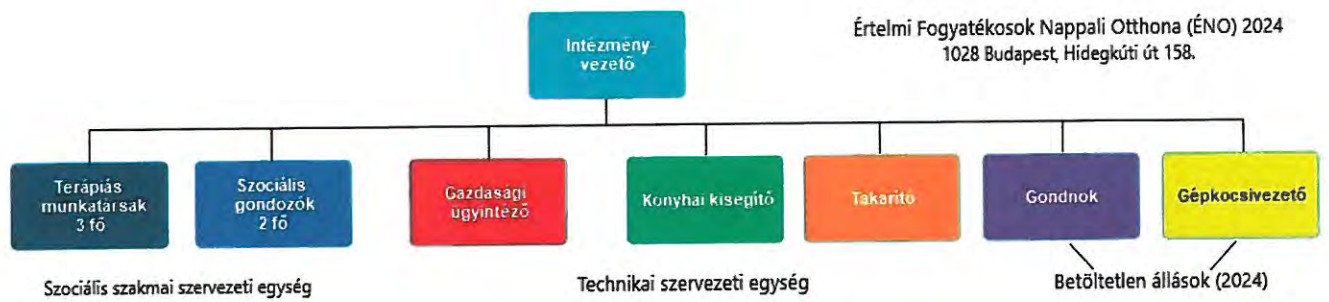 Értelmi Fogyatékosok Nappali Otthona (ÉNO) 2024
1028 Budapest, Hidegkúti út 158.
Intézmény-
vezető
Terápiás
munkatársak
3 fő
Szociális
gondozók
2 fő
Gazdasági
ügyintéző
Konyhai kisegítő
Takarító
Gondnok
Gépkocsivezető
Szociális szakmai szervezeti egység
Technikai szervezeti egység
Betöltetlen állások (2024)